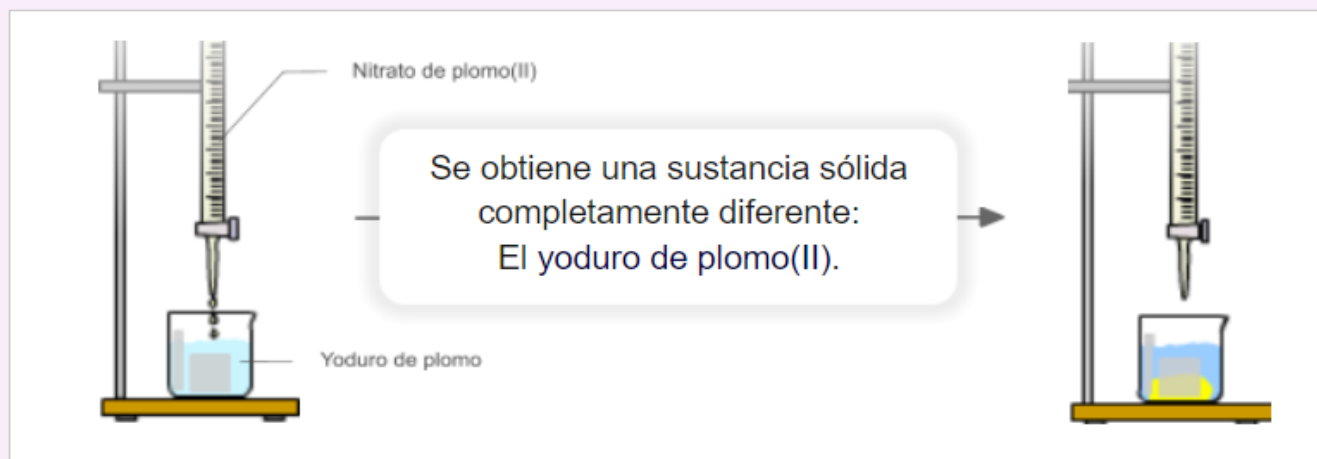 Nitrato de plomo(II)
Se obtiene una sustancia sólida
completamente diferente:
El yoduro de plomo(II).
Yoduro de plomo